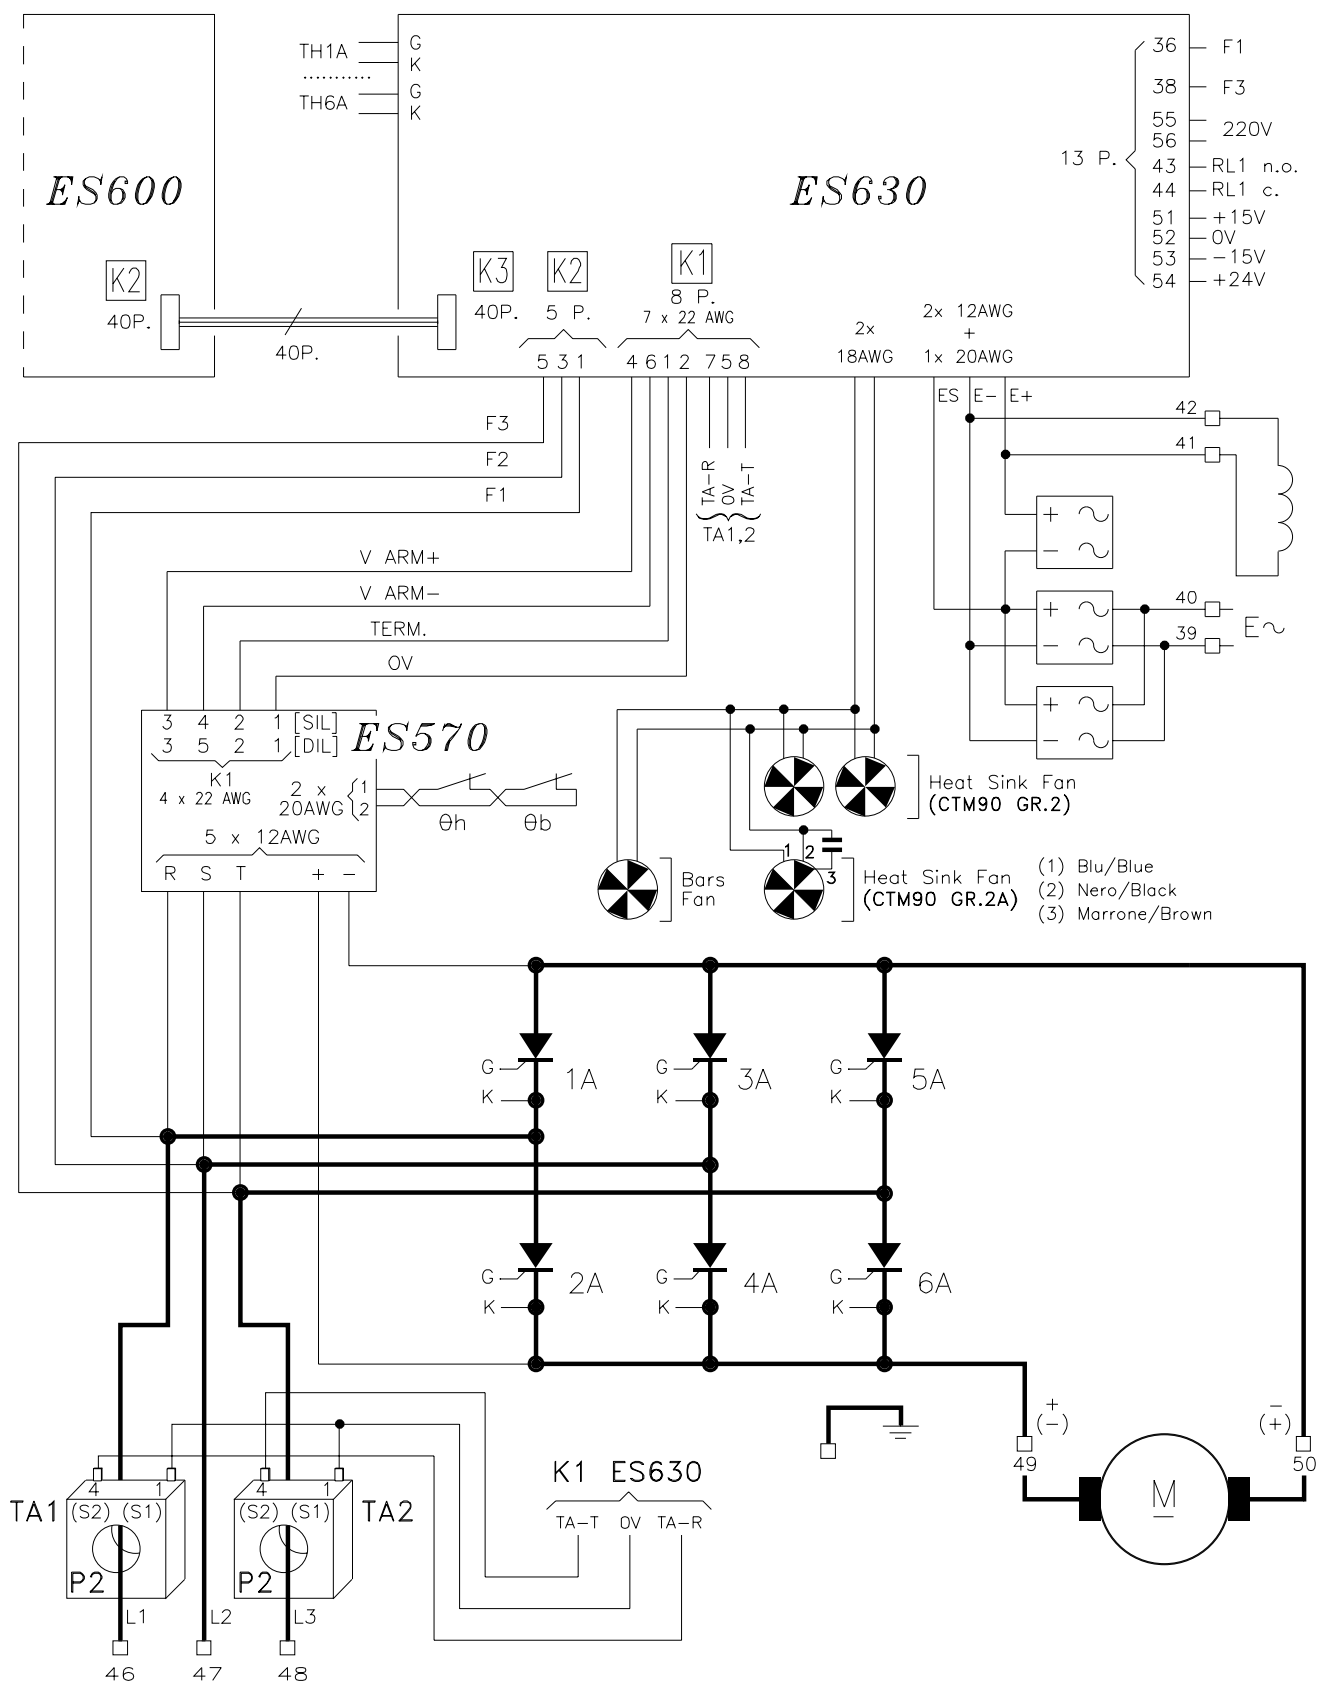 ES600
K2
40P.
40P.
TH1A
...........
TH6A
G
K
G
K
ES630
K3
40P.
K2
5 P.
K1
8 P.
7 x 22 AWG
5 3 1
4 6 1 2 7 5 8
2x
18AWG
2x 12AWG
+
1x 20AWG
13 P.
36 F1
38 F3
55
56
220V
43 RL1 n.o.
44 RL1 c.
51 +15V
52 0V
53 -15V
54 +24V
ES E- E+
42
41
+
-
40
+
-
39
E~
+
-
F3
F2
F1
TA-R
0V
TA-T
TA1,2
V ARM+
V ARM-
TERM.
0V
3 4 2 1 [SIL]
3 5 2 1 [DIL]
ES570
K1
4 x 22 AWG
2 x
20AWG
1
2
5 x 12AWG
R S T + -
θh
θb
Heat Sink Fan
(CTM90 GR.2)
Bars
Fan
1
2
3
Heat Sink Fan
(CTM90 GR.2A)
(1) Blu/Blue
(2) Nero/Black
(3) Marrone/Brown
G
K
1A
G
K
3A
G
K
5A
G
K
2A
G
K
4A
G
K
6A
+
(-)
49
-
(+)
50
M
TA1
4 1
(S2) (S1)
P2
L1
46
L2
47
TA2
4 1
(S2) (S1)
P2
L3
48
K1 ES630
TA-T 0V TA-R